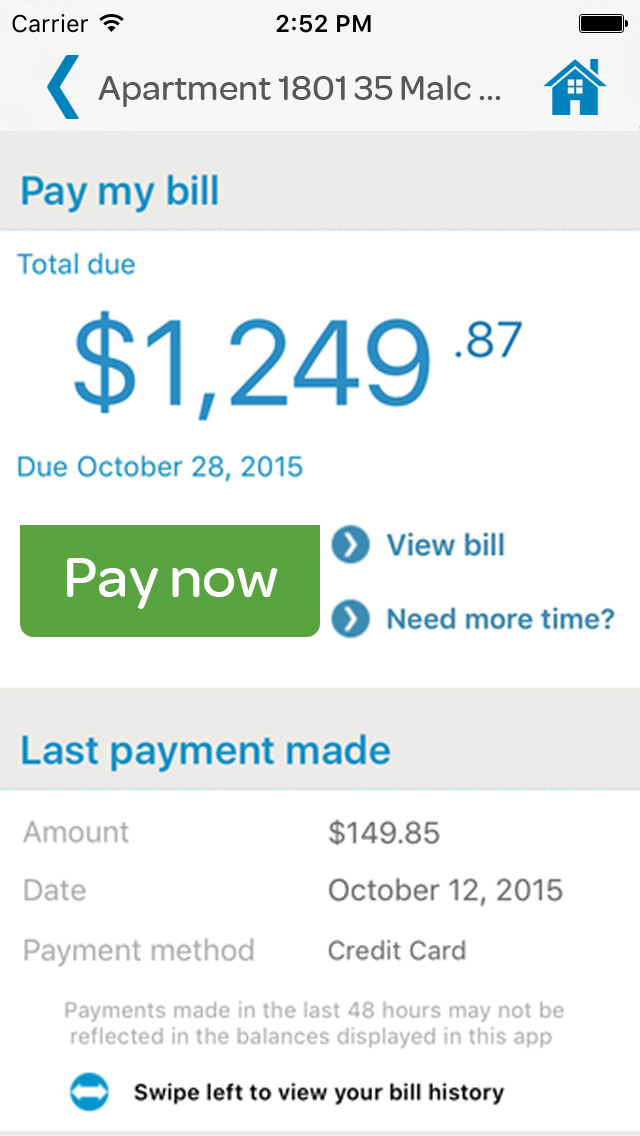 Carrier 2:52 PM
Apartment 1801 35 Malc ...
Pay my bill
Total due
$1,249.87
Due October 28, 2015
Pay now
View bill
Need more time?
Last payment made
Amount $149.85
Date October 12, 2015
Payment method Credit Card
Payments made in the last 48 hours may not be
reflected in the balances displayed in this app
Swipe left to view your bill history